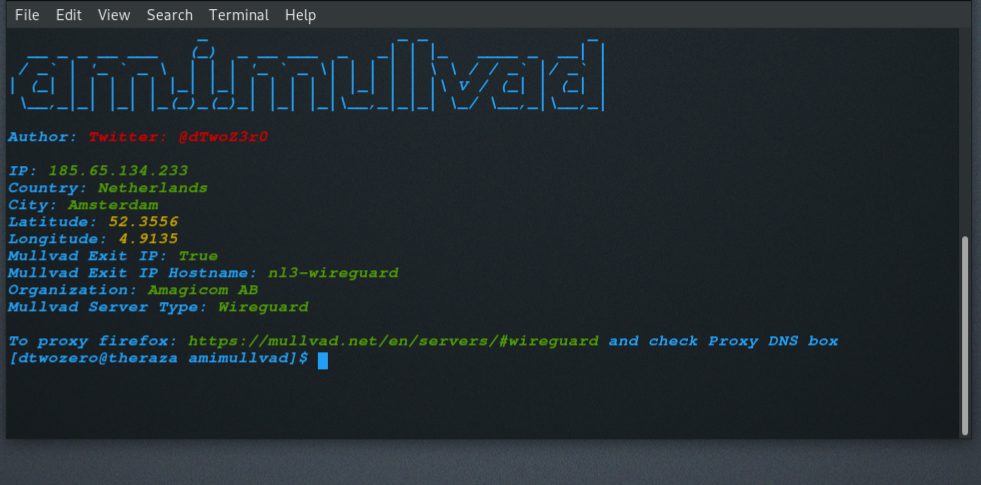 File Edit View Search Terminal Help
amimullvad
Author: Twitter: @dTwoZ3r0
IP: 185.65.134.233
Country: Netherlands
City: Amsterdam
Latitude: 52.3556
Longitude: 4.9135
Mullvad Exit IP: True
Mullvad Exit IP Hostname: nl3-wireguard
Organization: Amagicom AB
Mullvad Server Type: Wireguard
To proxy firefox: https://mullvad.net/en/servers/#wireguard and check Proxy DNS box
[dtwozero@theraza amimullvad]$